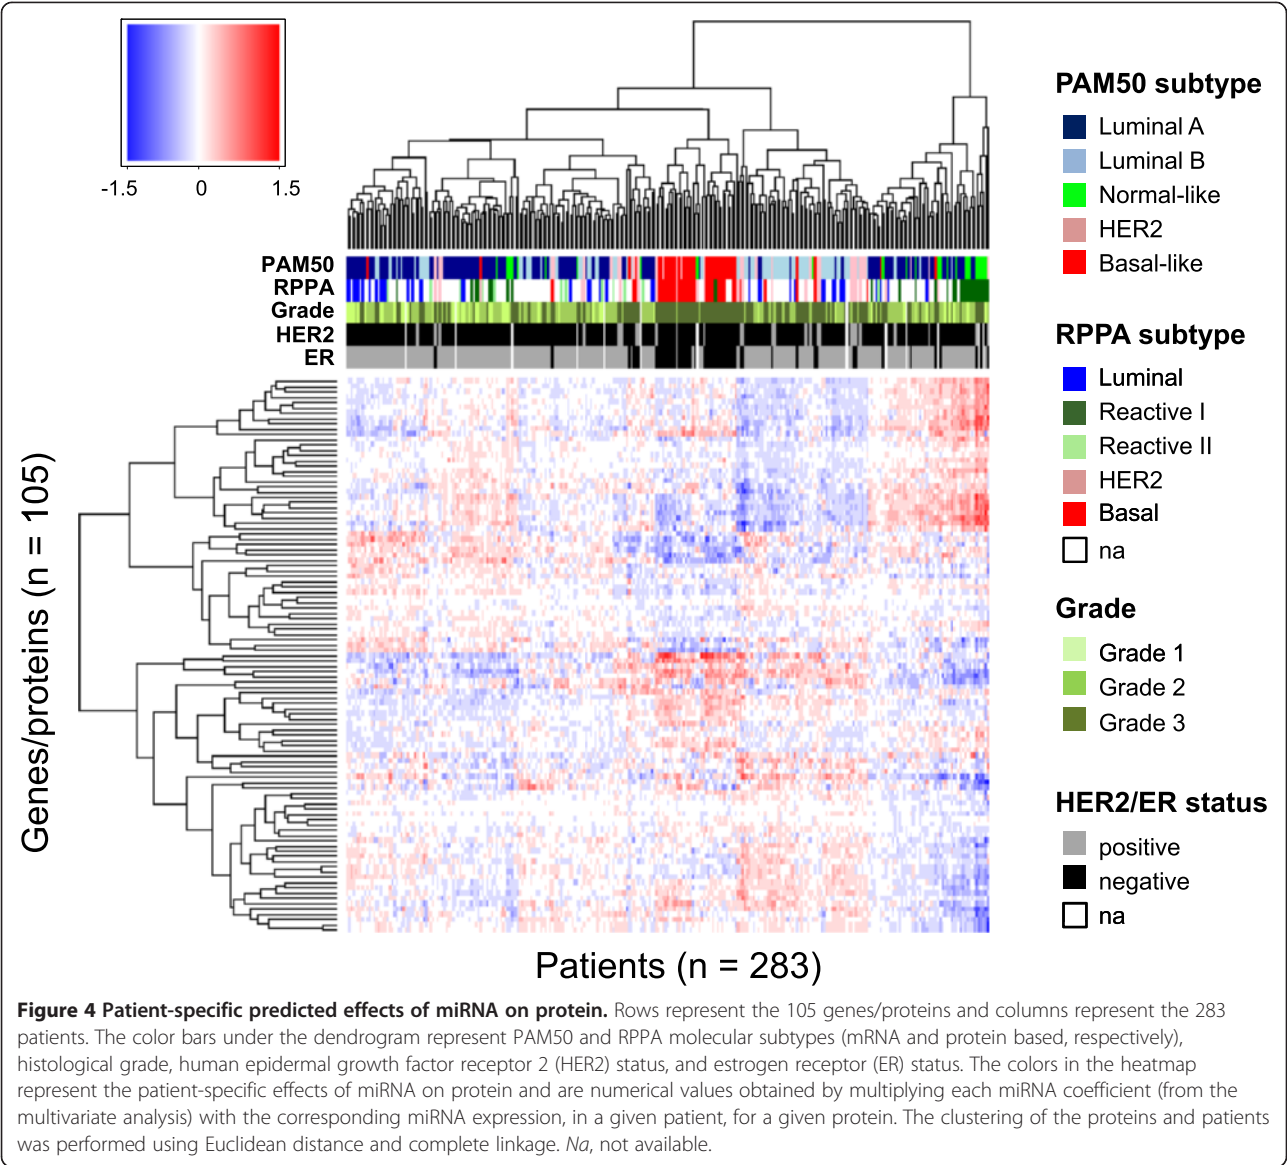 -1.5 0 1.5
PAM50
RPPA
Grade
HER2
ER
PAM50 subtype
Luminal A
Luminal B
Normal-like
HER2
Basal-like
RPPA subtype
Luminal
Reactive I
Reactive II
HER2
Basal
na
Grade
Grade 1
Grade 2
Grade 3
HER2/ER status
positive
negative
na
Genes/proteins (n = 105)
Patients (n = 283)
Figure 4 Patient-specific predicted effects of miRNA on protein. Rows represent the 105 genes/proteins and columns represent the 283
patients. The color bars under the dendrogram represent PAM50 and RPPA molecular subtypes (mRNA and protein based, respectively),
histological grade, human epidermal growth factor receptor 2 (HER2) status, and estrogen receptor (ER) status. The colors in the heatmap
represent the patient-specific effects of miRNA on protein and are numerical values obtained by multiplying each miRNA coefficient (from the
multivariate analysis) with the corresponding miRNA expression, in a given patient, for a given protein. The clustering of the proteins and patients
was performed using Euclidean distance and complete linkage. Na, not available.